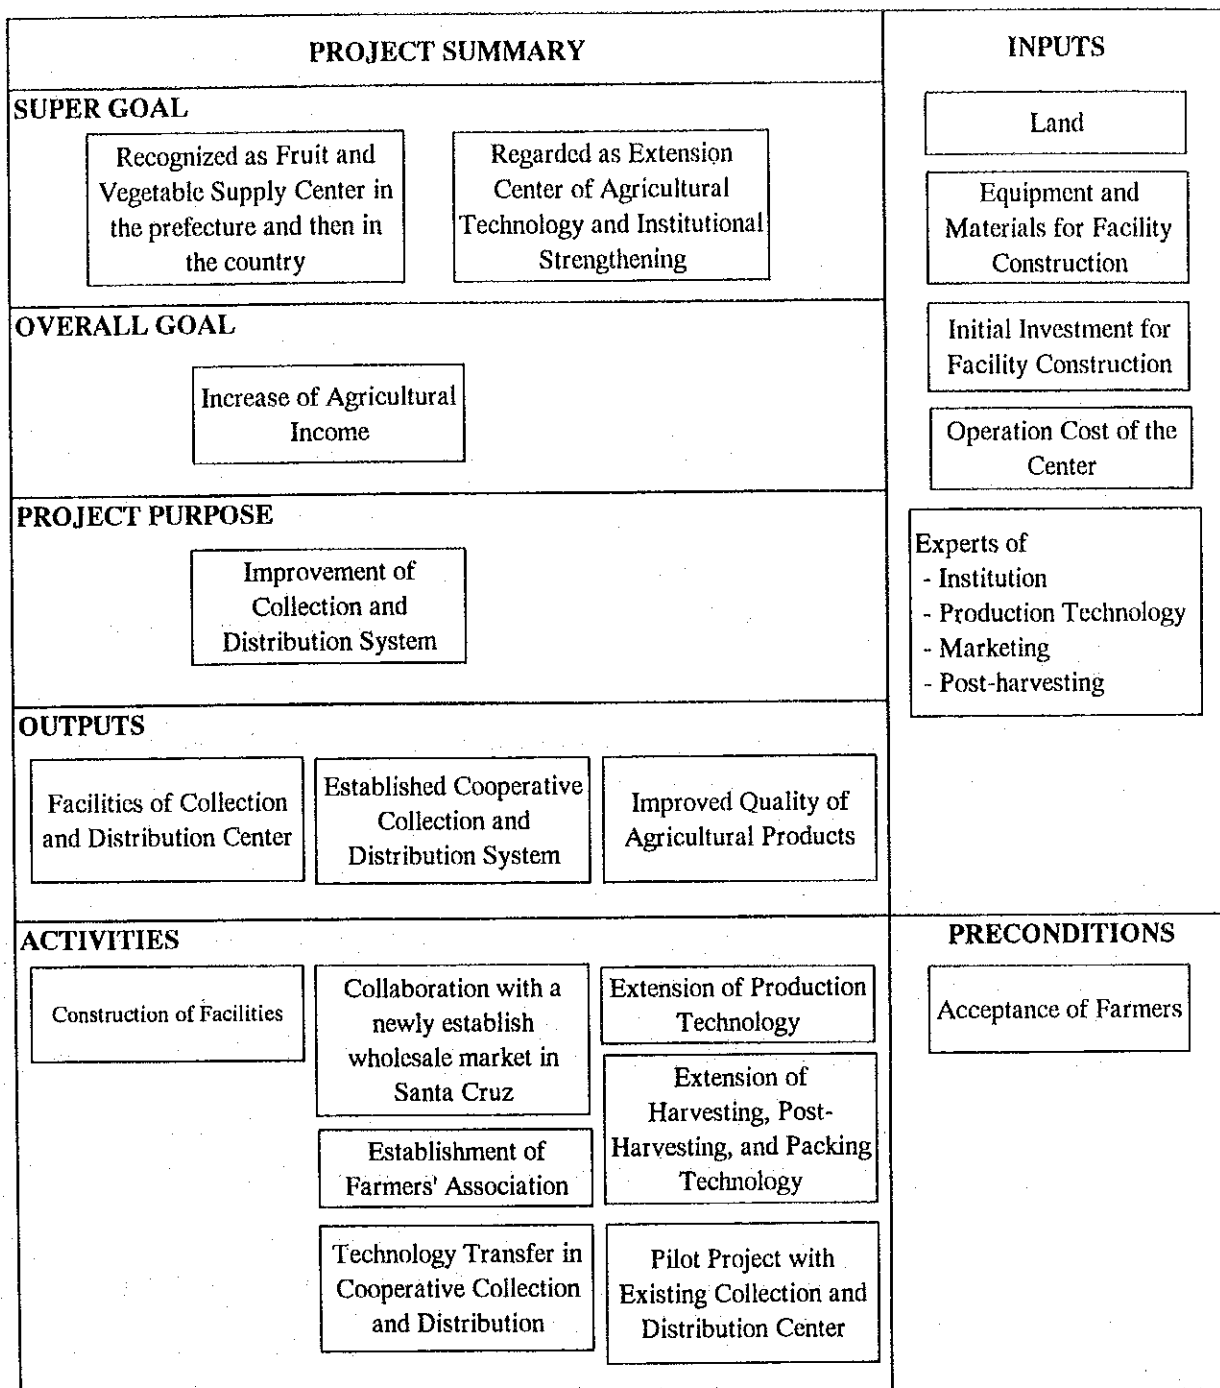 PROJECT SUMMARY
SUPER GOAL
Recognized as Fruit and
Vegetable Supply Center in
the prefecture and then in
the country
Regarded as Extension
Center of Agricultural
Technology and Institutional
Strengthening
OVERALL GOAL
Increase of Agricultural
Income
PROJECT PURPOSE
Improvement of
Collection and
Distribution System
OUTPUTS
Facilities of Collection
and Distribution Center
Established Cooperative
Collection and
Distribution System
Improved Quality of
Agricultural Products
ACTIVITIES
Construction of Facilities
Collaboration with a
newly establish
wholesale market in
Santa Cruz
Establishment of
Farmers' Association
Technology Transfer in
Cooperative Collection
and Distribution
Extension of Production
Technology
Extension of
Harvesting, Post-
Harvesting, and Packing
Technology
Pilot Project with
Existing Collection and
Distribution Center
INPUTS
Land
Equipment and
Materials for Facility
Construction
Initial Investment for
Facility Construction
Operation Cost of the
Center
Experts of
- Institution
- Production Technology
- Marketing
- Post-harvesting
PRECONDITIONS
Acceptance of Farmers